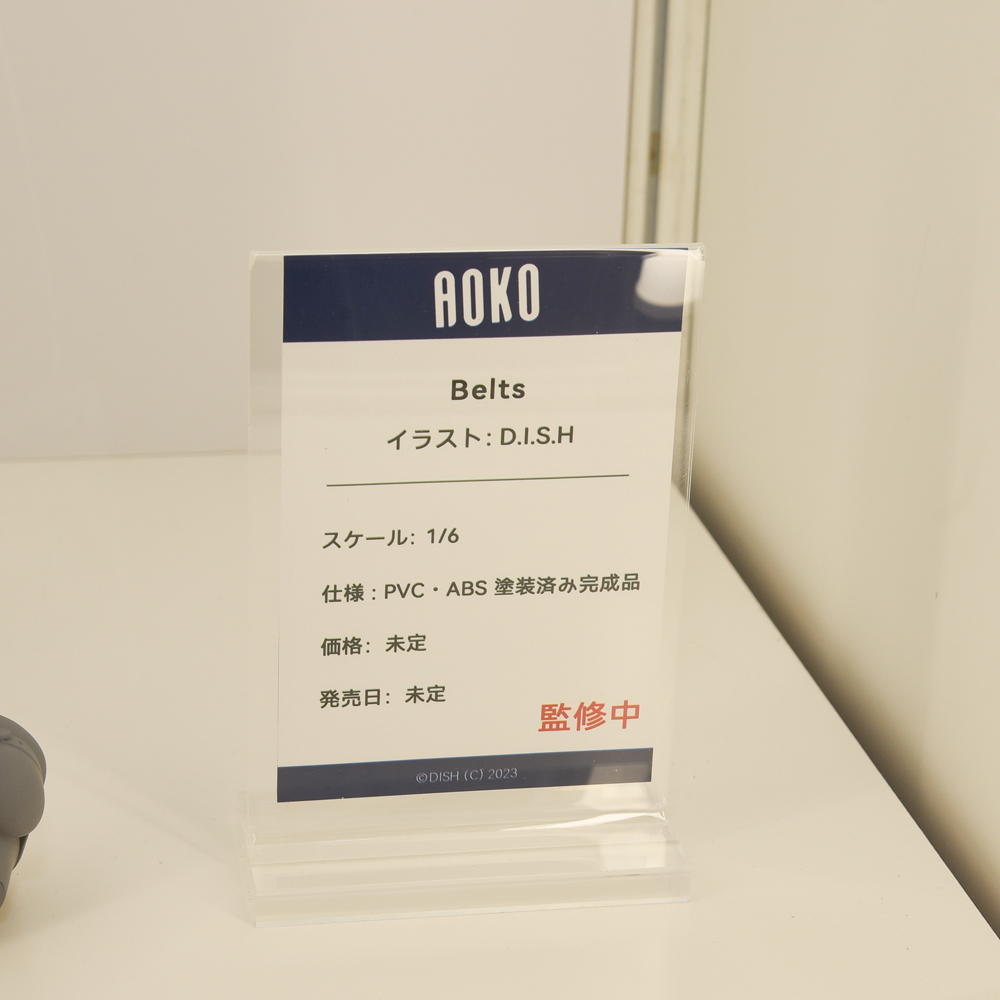 AOKO
Belts
イラスト: D.I.S.H
スケール: 1/6
仕様 : PVC・ABS 塗装済み完成品
価格: 未定
発売日: 未定
監修中
©DISH (C) 2023